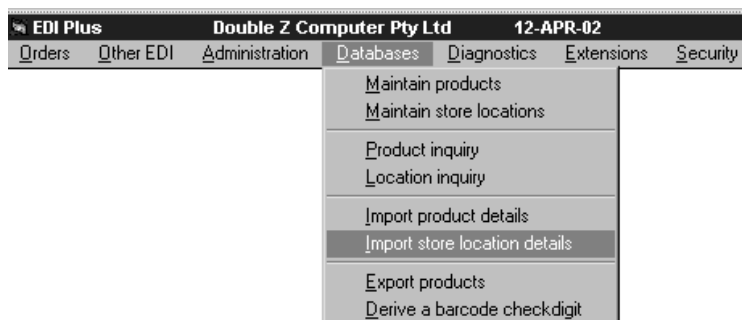 EDI Plus Double Z Computer Pty Ltd 12-APR-02
Orders Other EDI Administration Databases Diagnostics Extensions Security
Maintain products
Maintain store locations
Product inquiry
Location inquiry
Import product details
Import store location details
Export products
Derive a barcode checkdigit